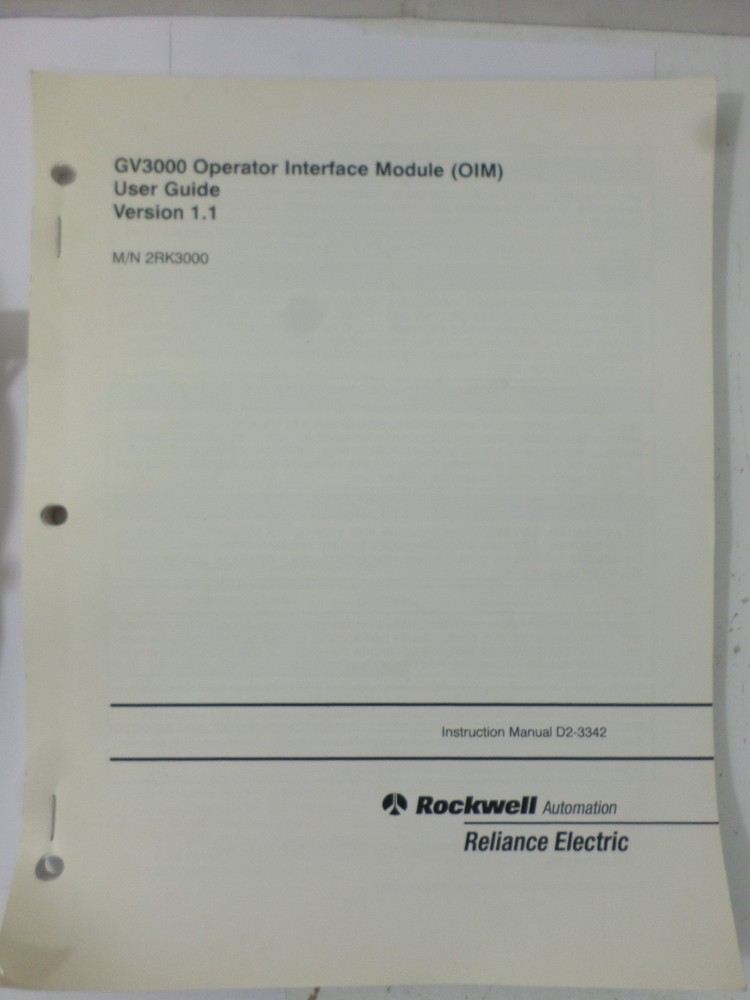 GV3000 Operator Interface Module (OIM)
User Guide
Version 1.1
M/N 2RK3000
Instruction Manual D2-3342
Rockwell Automation
Reliance Electric